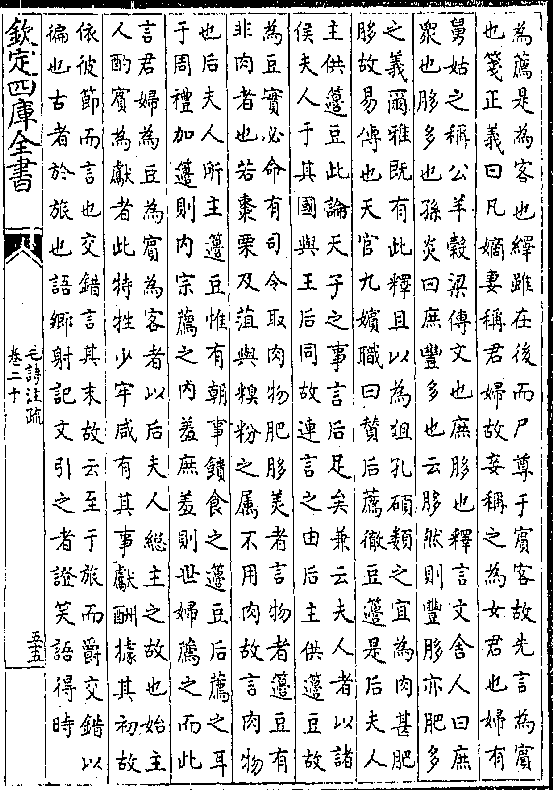 為薦是為客也繹雖在後而尸尊于賓客故先言為賓
也箋正義曰凡嫡妻稱君婦故妾稱之為女君也婦有
舅姑之稱公羊糓梁傳文也庶胗也釋言文舍人曰庶
衆也胗多也孫炎曰庶豐多也云胗然則豐胗亦肥多
之義爾雅既有此釋且以為俎孔碩類之宜為肉甚肥
胗故易傳也天官九嬪職曰贊后薦徹豆籩是后夫人
主供籩豆此論天子之事言后足矣兼云夫人者以諸
侯夫人于其國與王后同故連言之由后主供籩豆故
為豆實必命有司令取肉物肥胗美者言物者籩豆有
非肉者也若棗栗及菹與糗粉之属不用肉故言肉物
也后夫人所主籩豆惟有朝事饋食之籩豆后薦之耳
于周禮加籩則内宗薦之内羞庶羞則世婦薦之而此
言君婦為豆為賓為客者以后夫人總主之故也始主
人酌賓為獻者此特牲少牢咸有其事獻酬據其初故
依彼節而言也交錯言其末故云至于旅而爵交錯以
徧也古者於旅也語鄉射記文引之者證笑語得時
欽定四庫全書
毛詩注疏
卷二十
五五